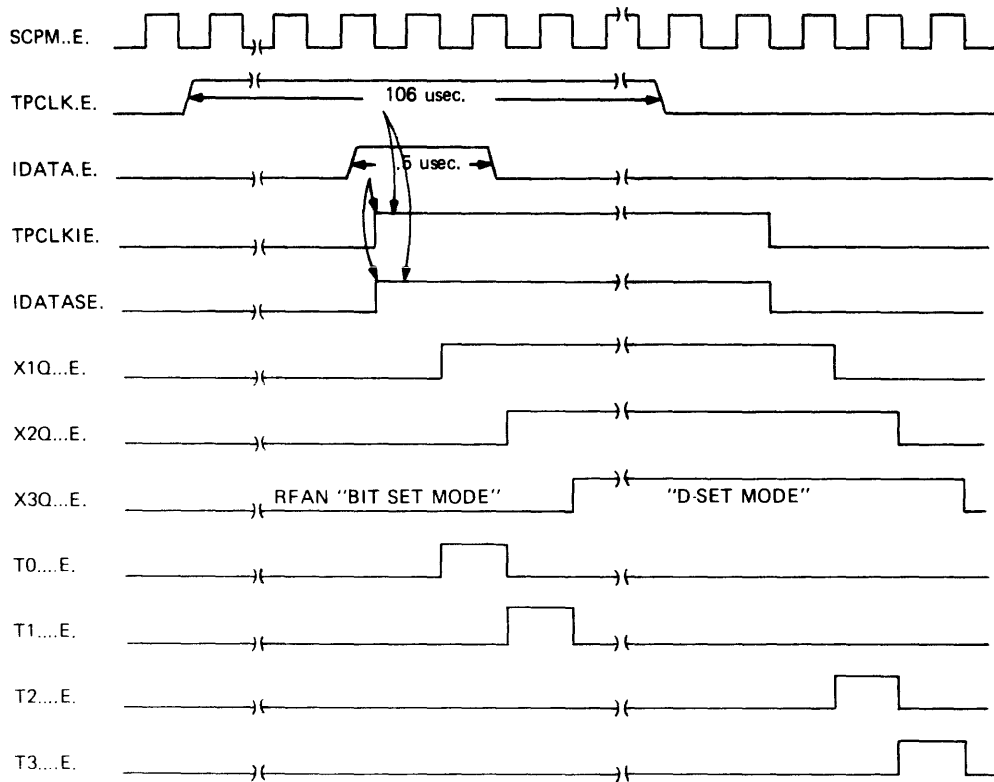 SCPM..E.
TPCLK.E.
106 usec.
IDATA.E.
.5 usec.
TPCLKIE.
IDATASE.
X1Q...E.
X2Q...E.
X3Q...E.
RFAN "BIT SET MODE"
"D-SET MODE"
T0....E.
T1....E.
T2....E.
T3....E.